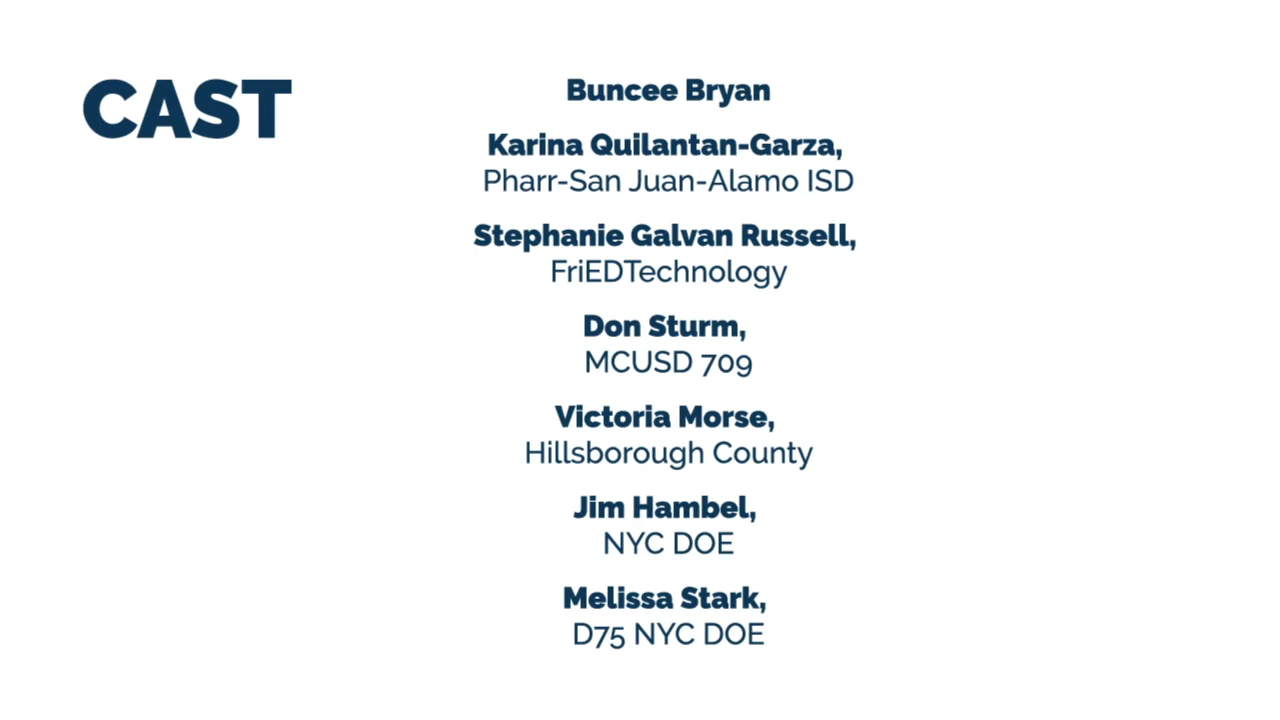 CAST
Buncee Bryan
Karina Quilantan-Garza,
Pharr-San Juan-Alamo ISD
Stephanie Galvan Russell,
FriEDTechnology
Don Sturm,
MCUSD 709
Victoria Morse,
Hillsborough County
Jim Hambel,
NYC DOE
Melissa Stark,
D75 NYC DOE